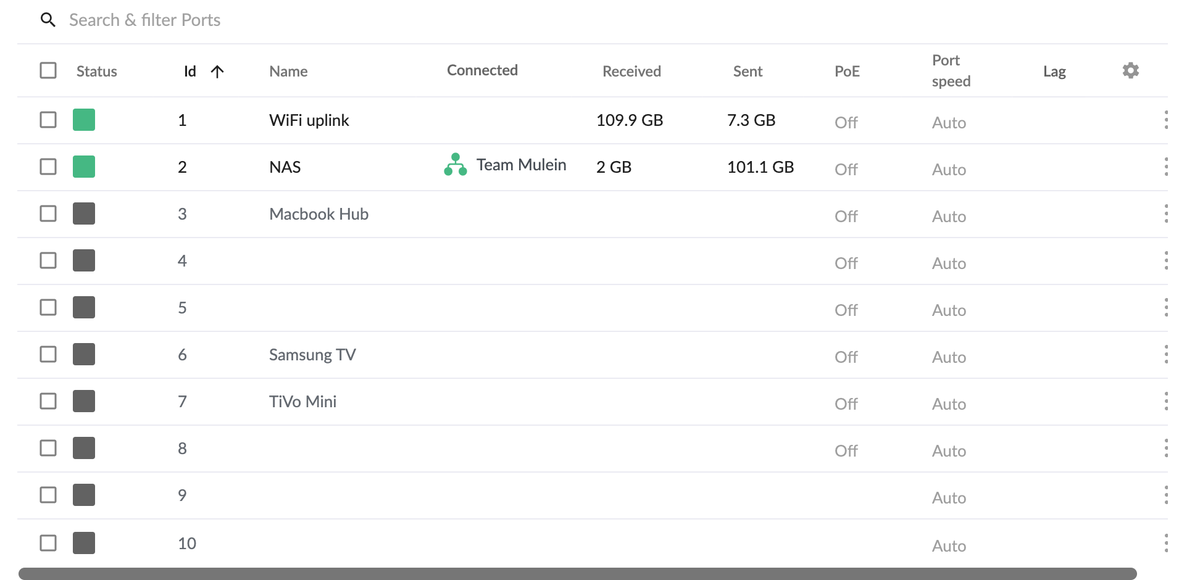 Search & filter Ports
Status Id Name Connected Received Sent PoE Port speed Lag
1 WiFi uplink 109.9 GB 7.3 GB Off Auto
2 NAS Team Mulein 2 GB 101.1 GB Off Auto
3 Macbook Hub Off Auto
4 Off Auto
5 Off Auto
6 Samsung TV Off Auto
7 TiVo Mini Off Auto
8 Off Auto
9 Auto
10 Auto